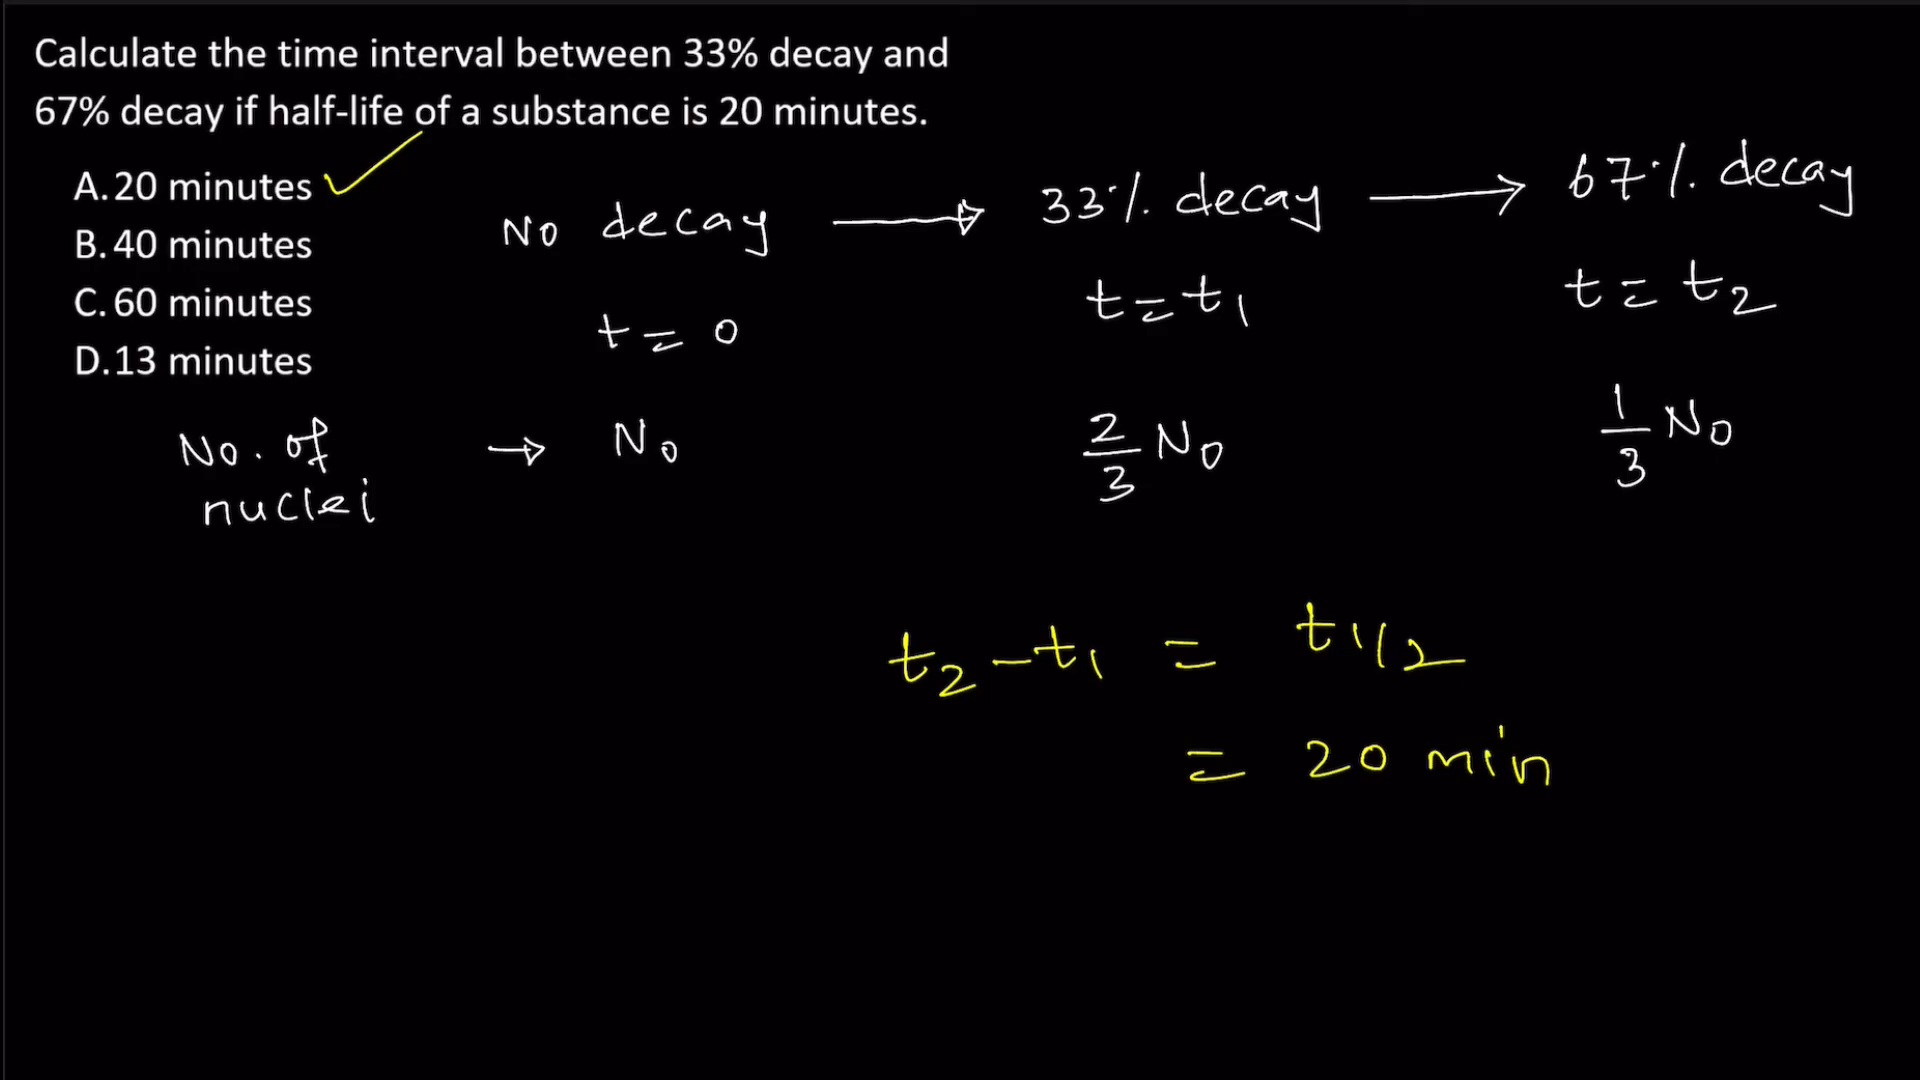 Calculate the time interval between 33% decay and
67% decay if half-life of a substance is 20 minutes.
A. 20 minutes ✓
B. 40 minutes
C. 60 minutes
D. 13 minutes
No decay → 33% decay → 67% decay
t = 0 t = t₁ t = t₂
No. of nuclei → N₀ 2/3 N₀ 1/3 N₀
t₂ - t₁ = t1/2
= 20 min